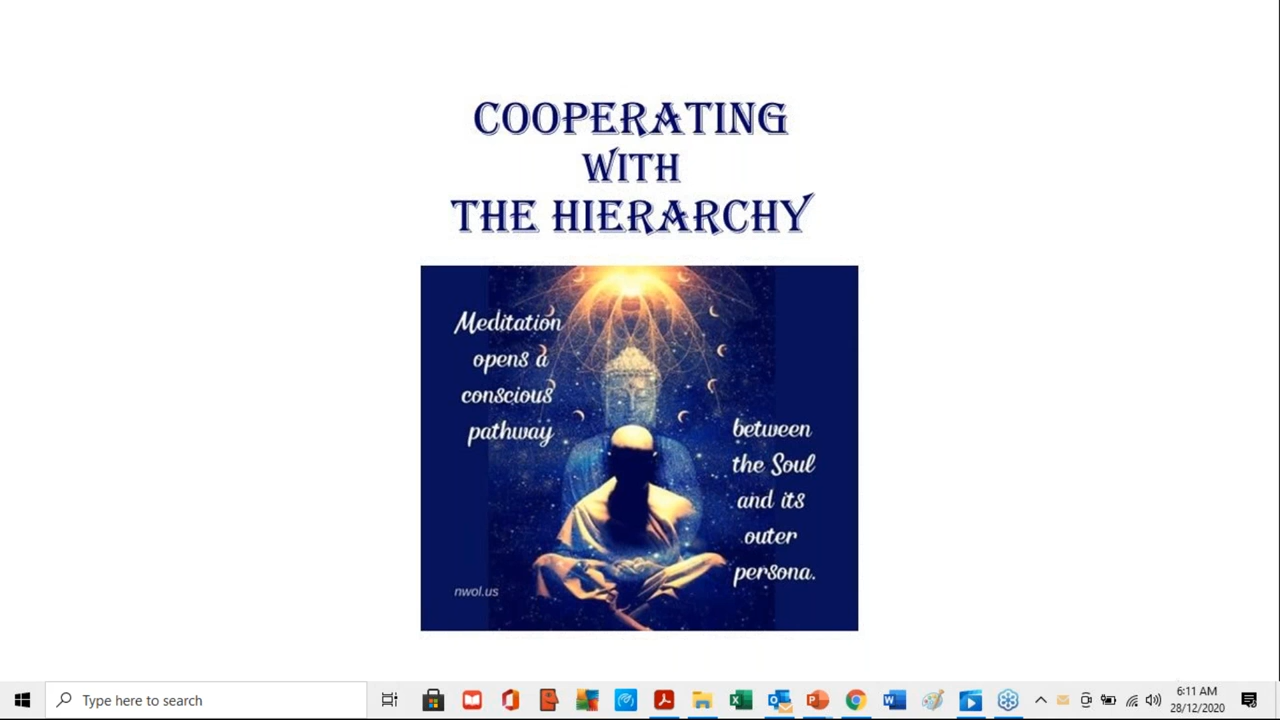 COOPERATING
WITH
THE HIERARCHY
Meditation
opens a
conscious
pathway
between
the Soul
and its
outer
persona.
nwol.us
Type here to search
6:11 AM
28/12/2020